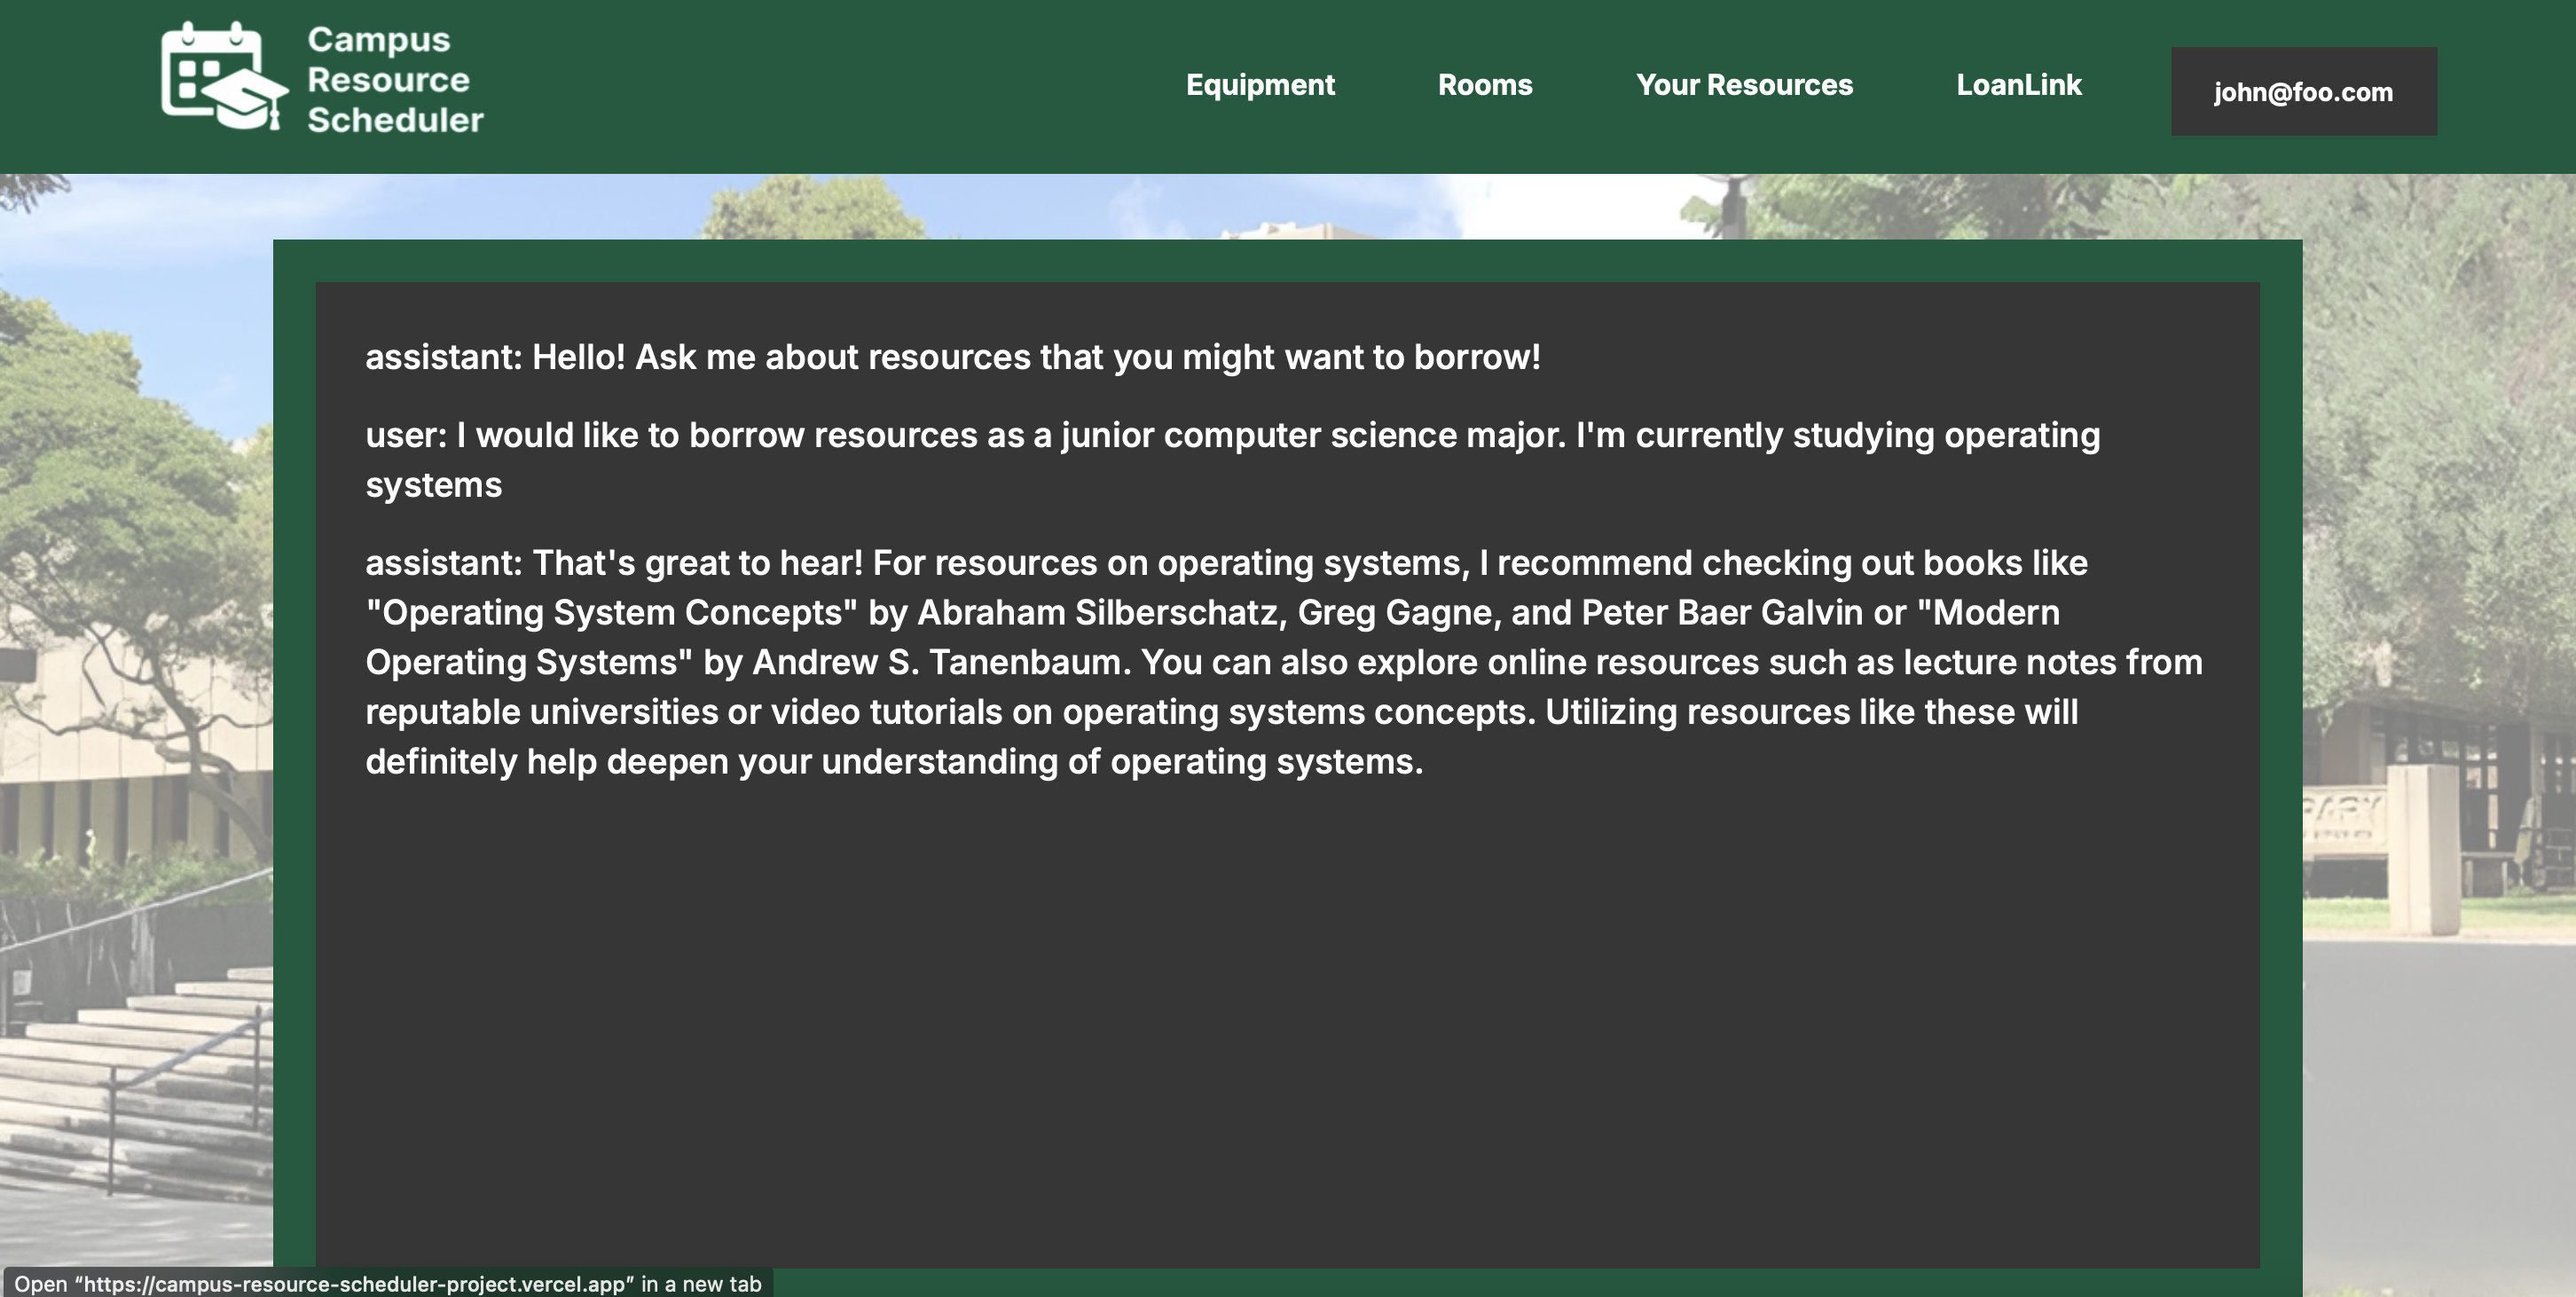 Campus
Resource
Scheduler
Equipment
Rooms
Your Resources
LoanLink
john@foo.com
assistant: Hello! Ask me about resources that you might want to borrow!
user: I would like to borrow resources as a junior computer science major. I'm currently studying operating
systems
assistant: That's great to hear! For resources on operating systems, I recommend checking out books like
"Operating System Concepts" by Abraham Silberschatz, Greg Gagne, and Peter Baer Galvin or "Modern
Operating Systems" by Andrew S. Tanenbaum. You can also explore online resources such as lecture notes from
reputable universities or video tutorials on operating systems concepts. Utilizing resources like these will
definitely help deepen your understanding of operating systems.
Open “https://campus-resource-scheduler-project.vercel.app” in a new tab